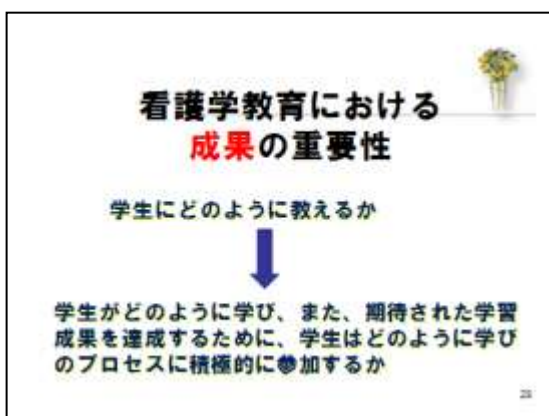 看護学教育における
成果の重要性
学生にどのように教えるか
学生がどのように学び、また、期待された学習
成果を達成するために、学生はどのように学び
のプロセスに積極的に参加するか